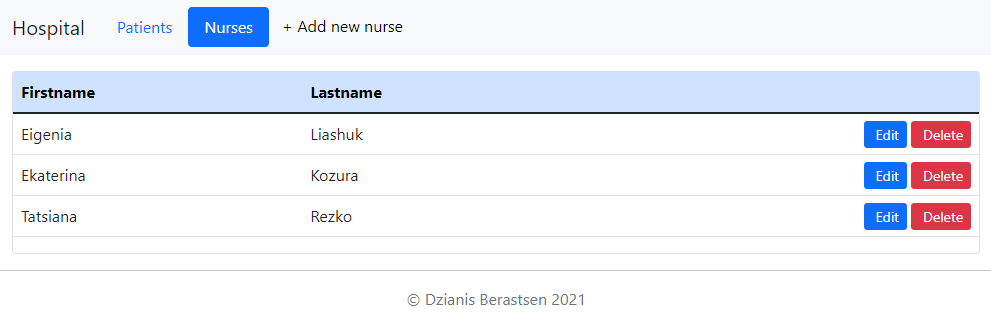 Hospital Patients Nurses + Add new nurse
Firstname Lastname
Eigenia Liashuk Edit Delete
Ekaterina Kozura Edit Delete
Tatsiana Rezko Edit Delete
© Dzianis Berastsen 2021